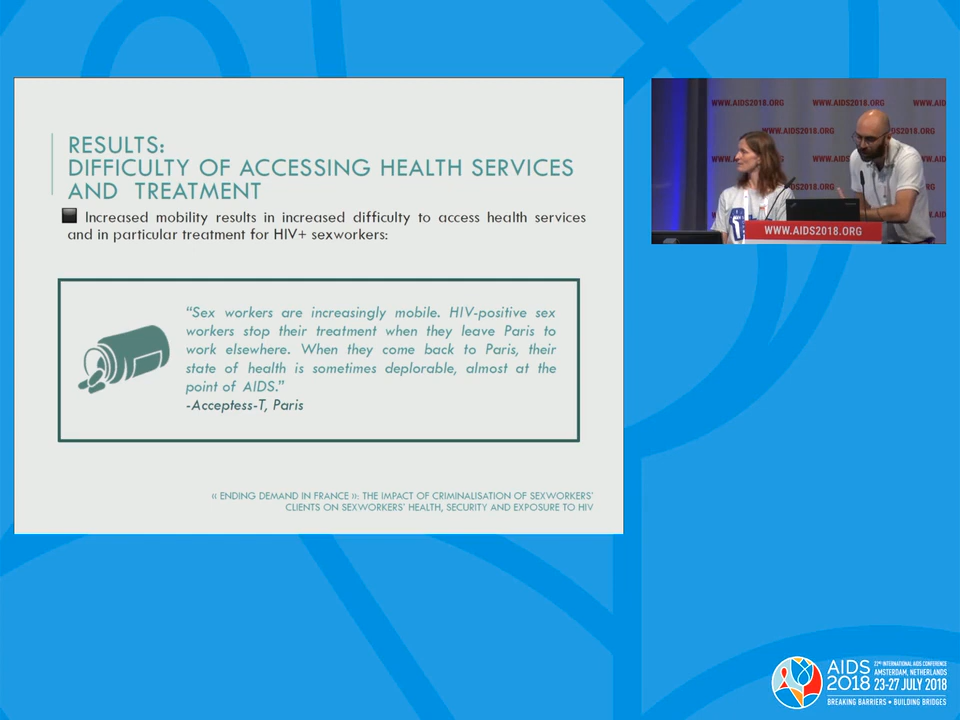 RESULTS:
DIFFICULTY OF ACCESSING HEALTH SERVICES
AND TREATMENT
Increased mobility results in increased difficulty to access health services
and in particular treatment for HIV+ sexworkers:
“Sex workers are increasingly mobile. HIV-positive sex
workers stop their treatment when they leave Paris to
work elsewhere. When they come back to Paris, their
state of health is sometimes deplorable, almost at the
point of AIDS.”
-Acceptess-T, Paris
« ENDING DEMAND IN FRANCE »: THE IMPACT OF CRIMINALISATION OF SEXWORKERS’
CLIENTS ON SEXWORKERS’ HEALTH, SECURITY AND EXPOSURE TO HIV
WWW.AIDS2018.ORG WWW.AIDS2018.ORG WWW.AID
WWW.AIDS2018.ORG DS2018.ORG
WWW.AIDS2018.ORG
AIDS 2018
22ND INTERNATIONAL AIDS CONFERENCE
AMSTERDAM, NETHERLANDS
23-27 JULY 2018
BREAKING BARRIERS • BUILDING BRIDGES